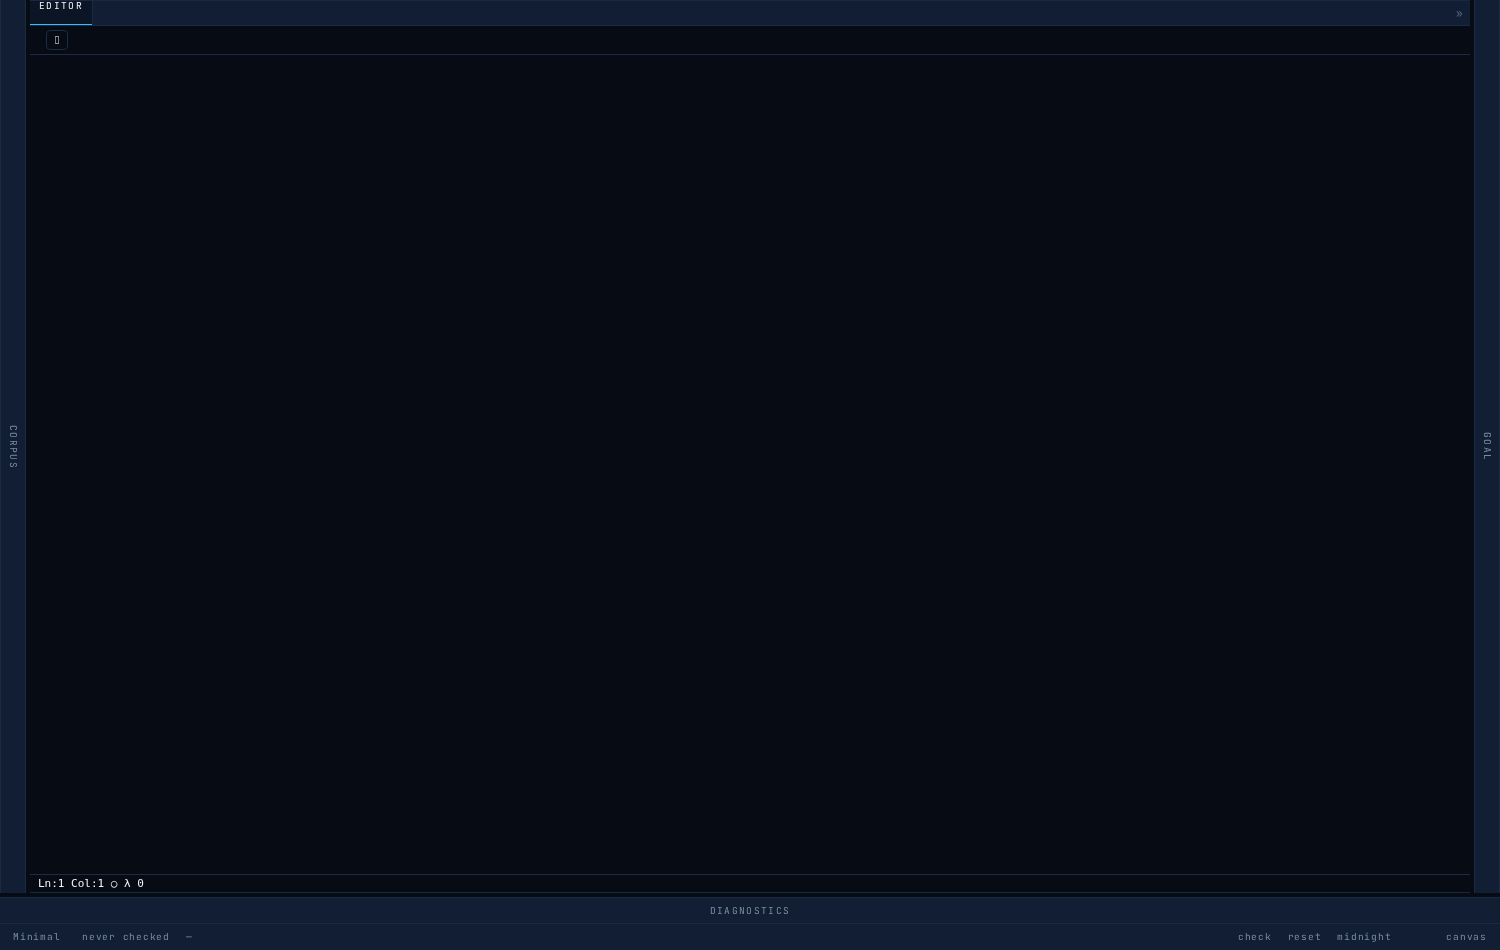 EDITOR
»
CORPUS
GOAL
Ln:1 Col:1 ○ λ 0
DIAGNOSTICS
Minimal never checked — check reset midnight canvas